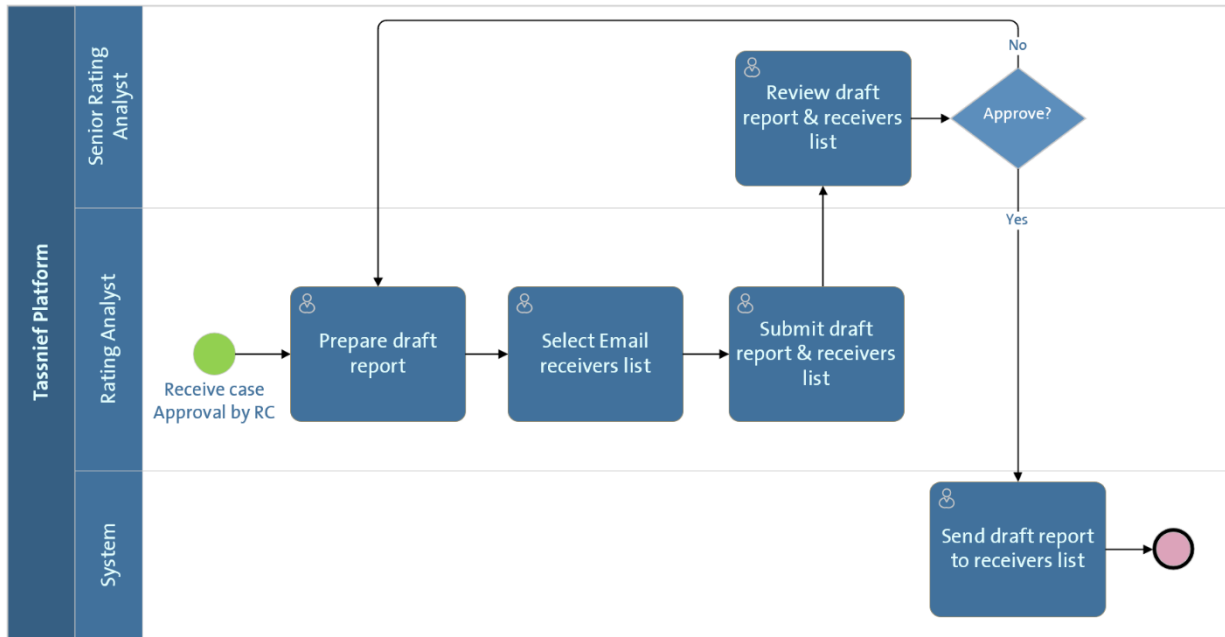 Tassnief Platform
Senior Rating
Analyst
No
Review draft
report & receivers
list
Approve?
Yes
Rating Analyst
Receive case
Approval by RC
Prepare draft
report
Select Email
receivers list
Submit draft
report & receivers
list
System
Send draft report
to receivers list